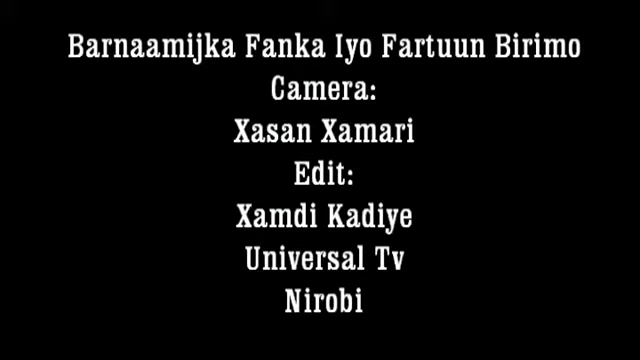 Barnaamijka Fanka Iyo Fartuun Birimo
Camera:
Xasan Xamari
Edit:
Xamdi Kadiye
Universal Tv
Nirobi